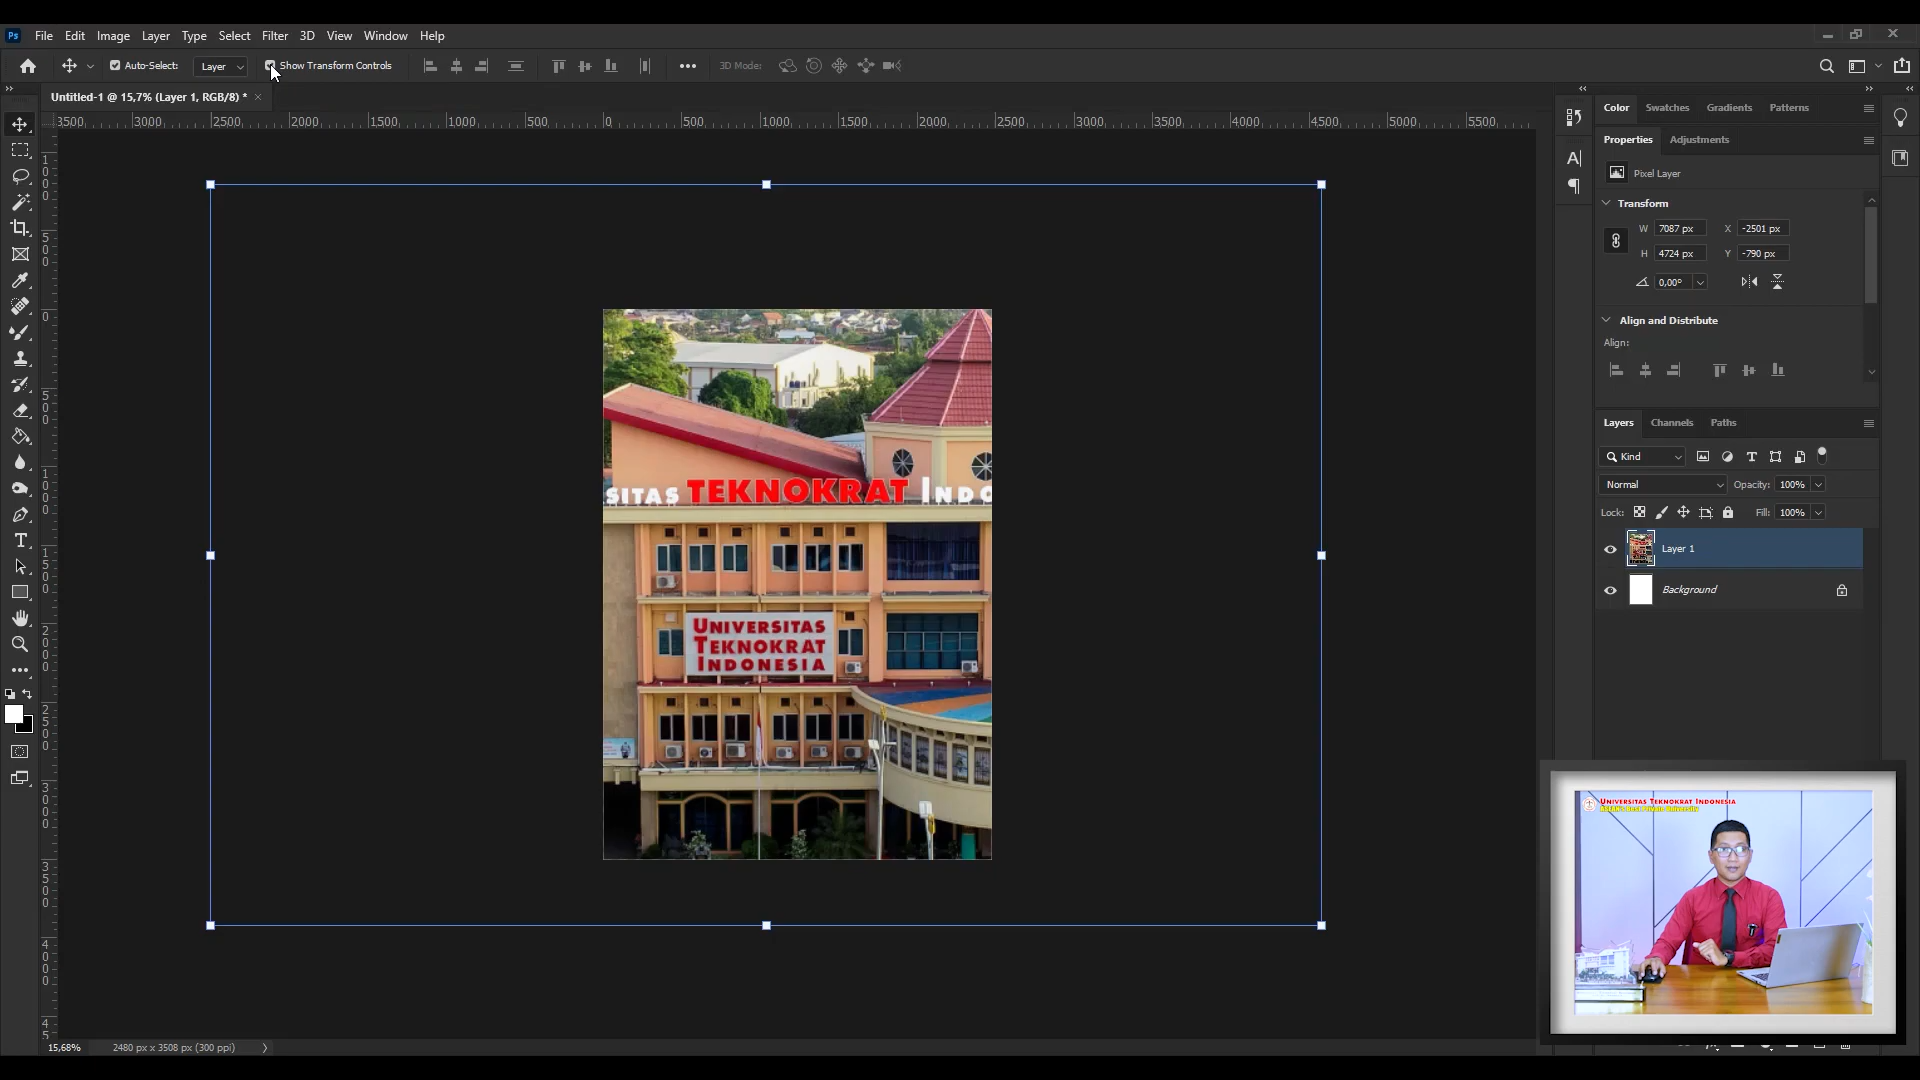 Ps File Edit Image Layer Type Select Filter 3D View Window Help
Auto-Select: Layer Show Transform Controls 3D Mode:
Untitled-1 @ 15,7% (Layer 1, RGB/8) *
3500 3000 2500 2000 1500 1000 500 0 500 1000 1500 2000 2500 3000 3500 4000 4500 5000 5500
SITAS TEKNOKRAT INDO
UNIVERSITAS
TEKNOKRAT
INDONESIA
15,68% 2480 px x 3508 px (300 ppi)
Color Swatches Gradients Patterns
Properties Adjustments
Pixel Layer
Transform
W 7087 px X -2501 px
H 4724 px Y -790 px
0,00°
Align and Distribute
Align:
Layers Channels Paths
Kind
Normal Opacity: 100%
Lock: Fill: 100%
Layer 1
Background
UNIVERSITAS TEKNOKRAT INDONESIA
ASEAN's Best Private University